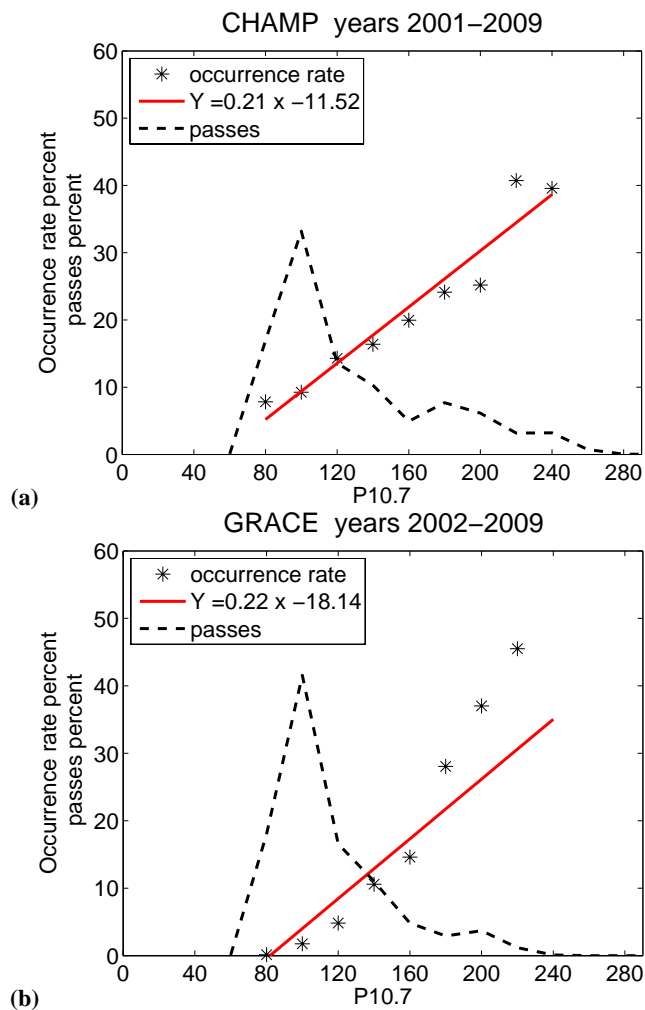 CHAMP years 2001−2009
60
50
40
30
20
10
0
Occurrence rate percent
passes percent
occurrence rate
Y =0.21 x −11.52
passes
0 40 80 120 160 200 240 280
P10.7
(a)
GRACE years 2002−2009
60
50
40
30
20
10
0
Occurrence rate percent
passes percent
occurrence rate
Y =0.22 x −18.14
passes
0 40 80 120 160 200 240 280
P10.7
(b)